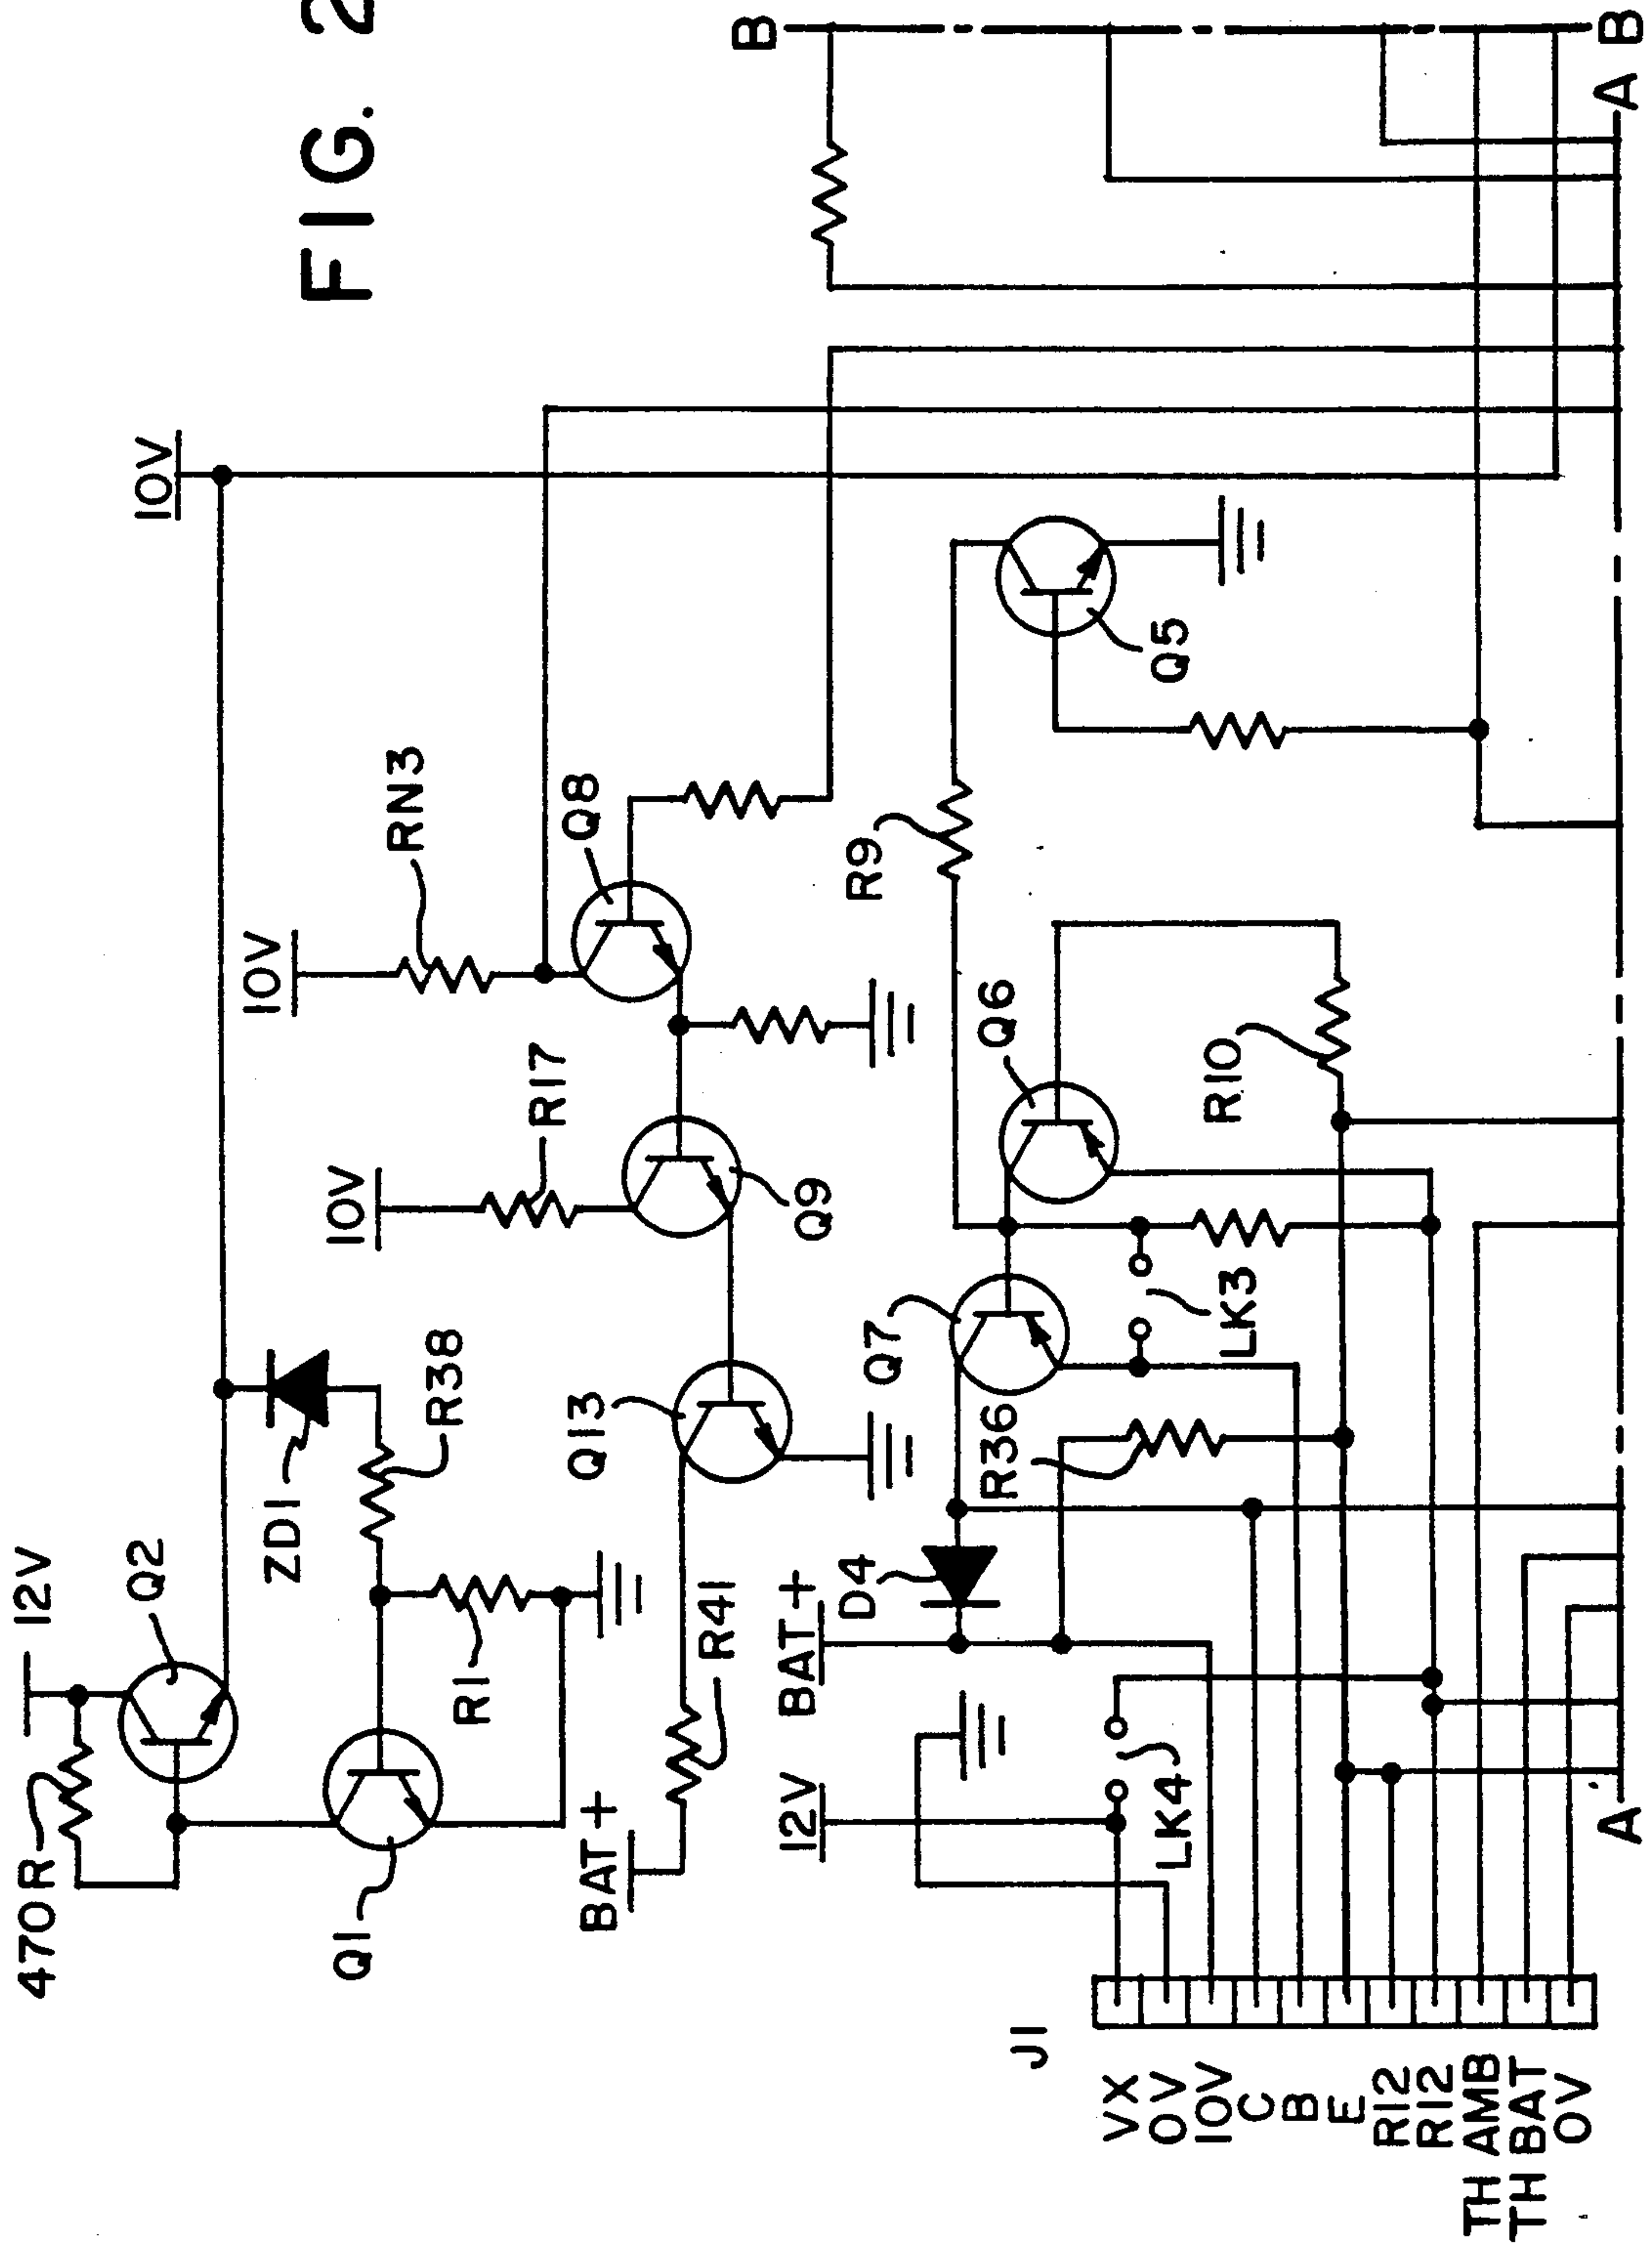 FIG. 2
12V
470R
Q2
10V
ZD1
R38
Q1
R1
10V
RN3
Q8
10V
R17
Q9
Q13
BAT+
R41
B
R9
Q5
Q6
R10
Q7
LK3
R36
D4
BAT+
12V
LK4
J1
VX
0V
10V
C
B
E
R12
R12
TH AMB
TH BAT
0V
A
A
B